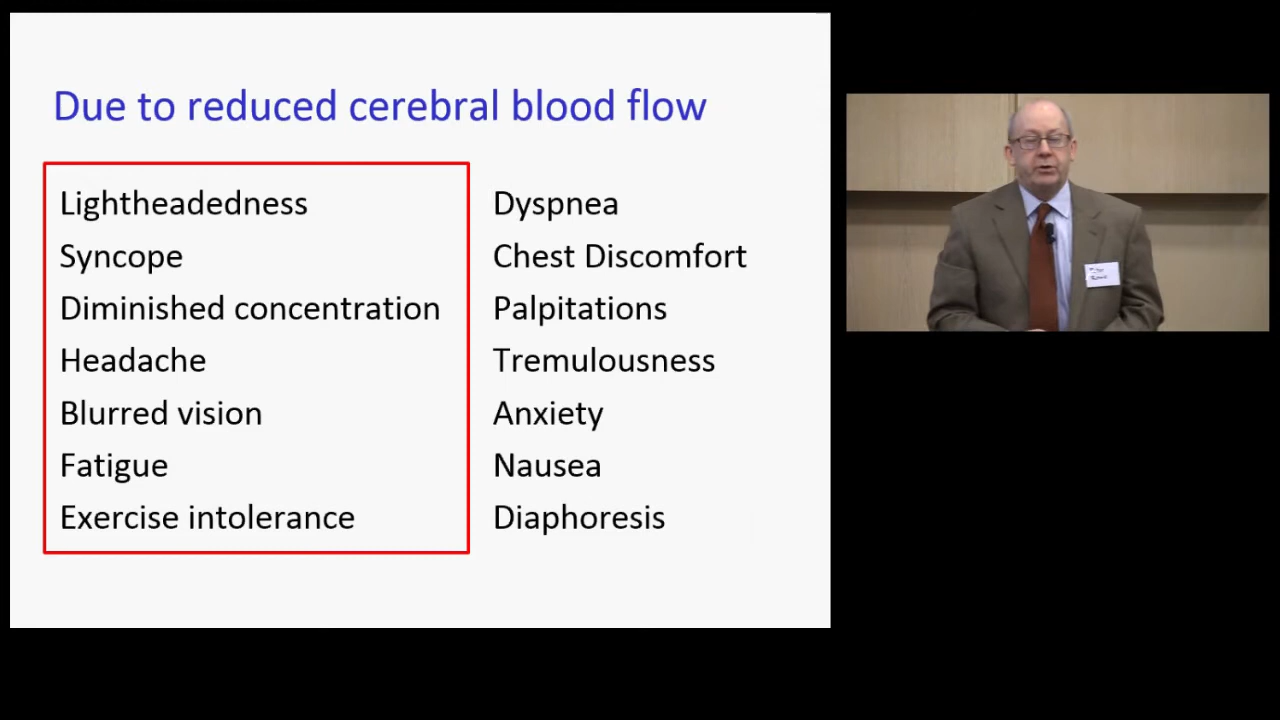 Due to reduced cerebral blood flow
Lightheadedness
Syncope
Diminished concentration
Headache
Blurred vision
Fatigue
Exercise intolerance
Dyspnea
Chest Discomfort
Palpitations
Tremulousness
Anxiety
Nausea
Diaphoresis